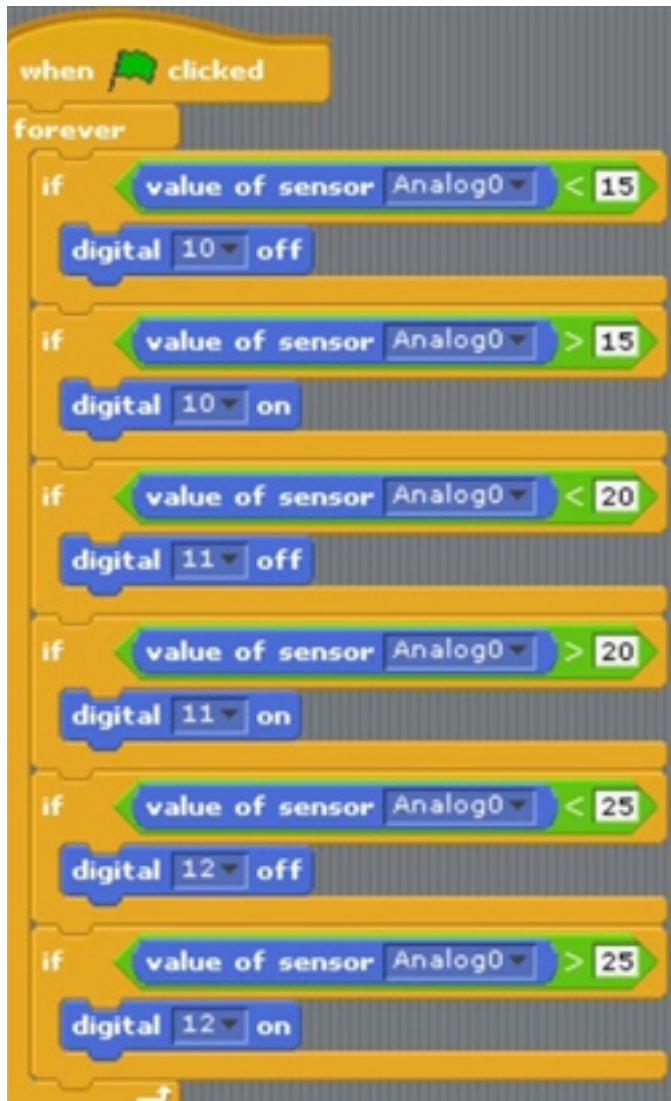 when clicked
forever
if value of sensor Analog0 < 15
digital 10 off
if value of sensor Analog0 > 15
digital 10 on
if value of sensor Analog0 < 20
digital 11 off
if value of sensor Analog0 > 20
digital 11 on
if value of sensor Analog0 < 25
digital 12 off
if value of sensor Analog0 > 25
digital 12 on